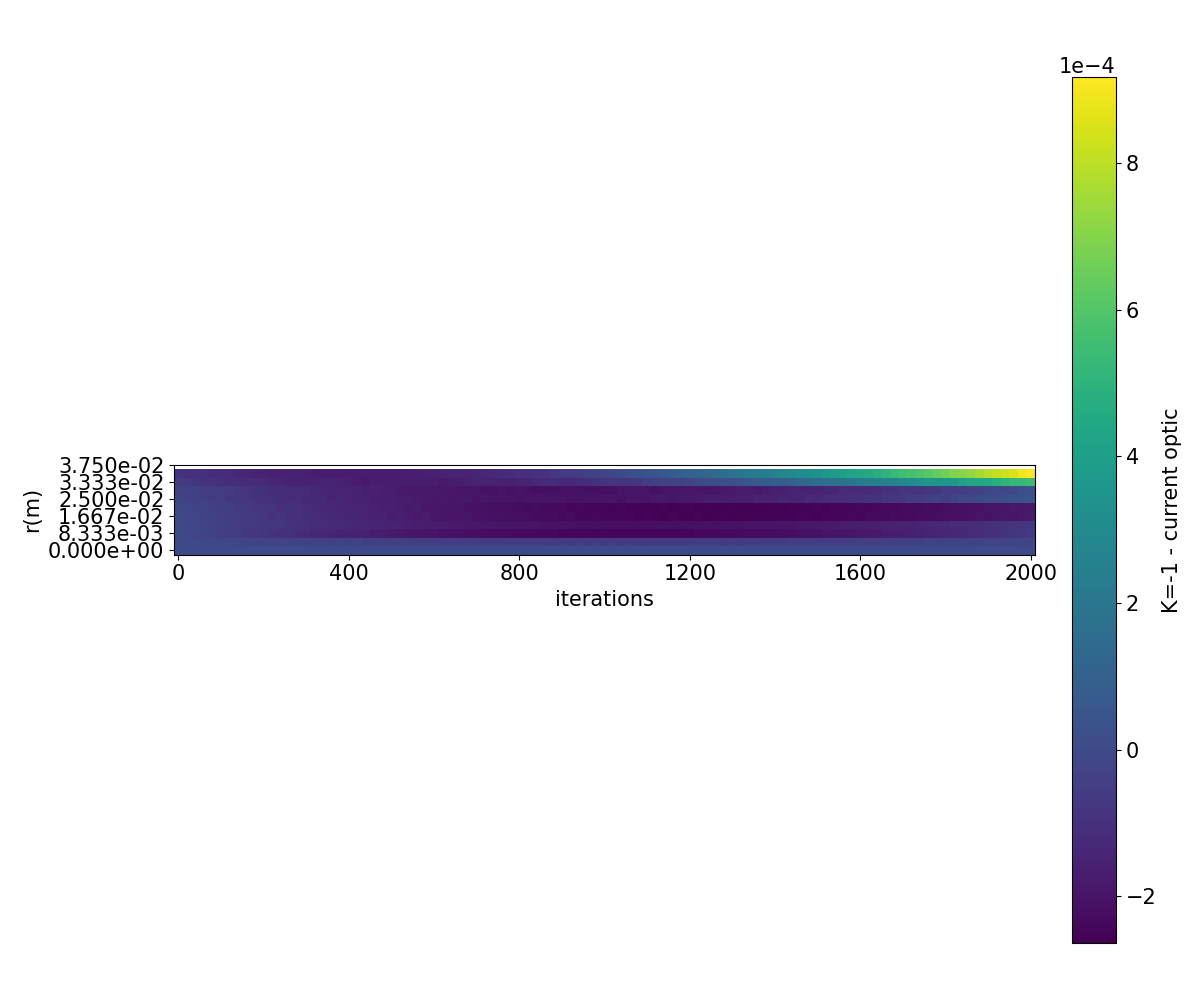 1e−4
8
6
4
2
0
−2
K=-1 - current optic
3.750e-02
3.333e-02
2.500e-02
1.667e-02
8.333e-03
0.000e+00
r(m)
0 400 800 1200 1600 2000
iterations